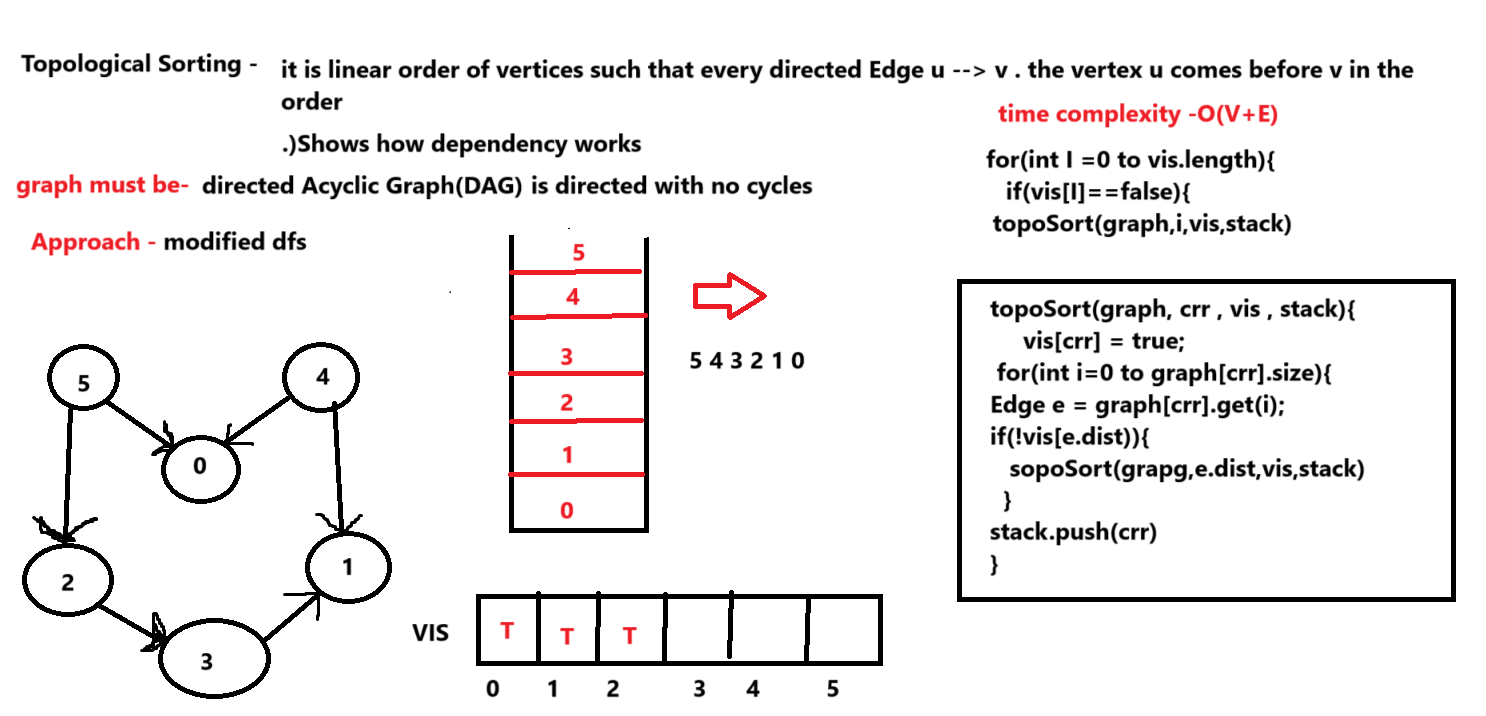 Topological Sorting - it is linear order of vertices such that every directed Edge u --> v . the vertex u comes before v in the
order
.)Shows how dependency works
graph must be- directed Acyclic Graph(DAG) is directed with no cycles
Approach - modified dfs
time complexity -O(V+E)
for(int I =0 to vis.length){
if(vis[I]==false){
topoSort(graph,i,vis,stack)
topoSort(graph, crr , vis , stack){
vis[crr] = true;
for(int i=0 to graph[crr].size){
Edge e = graph[crr].get(i);
if(!vis[e.dist)){
sopoSort(grapg,e.dist,vis,stack)
}
stack.push(crr)
}
5
4
3
2
1
0
5 4 3 2 1 0
5
4
0
2
1
3
VIS
T T T
0 1 2 3 4 5